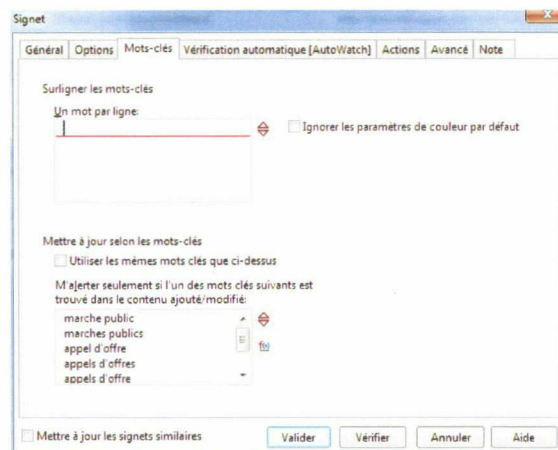 Signet
Général Options Mots-clés Vérification automatique [AutoWatch] Actions Avancé Note
Surligner les mots-clés
Un mot par ligne:
Ignorer les paramètres de couleur par défaut
Mettre à jour selon les mots-clés
Utiliser les mêmes mots clés que ci-dessus
M'alerter seulement si l'un des mots clés suivants est
trouvé dans le contenu ajouté/modifié:
marche public
marches publics
appel d'offre
appels d'offres
appels d'offre
Mettre à jour les signets similaires
Valider Vérifier Annuler Aide